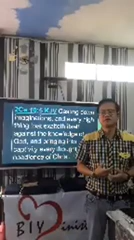 2Co 10:5 KJV Casting down
imaginations, and every high
thing that exalteth itself
against the knowledge of
God, and bringing into
captivity every thought
obedience of Christ
BIY